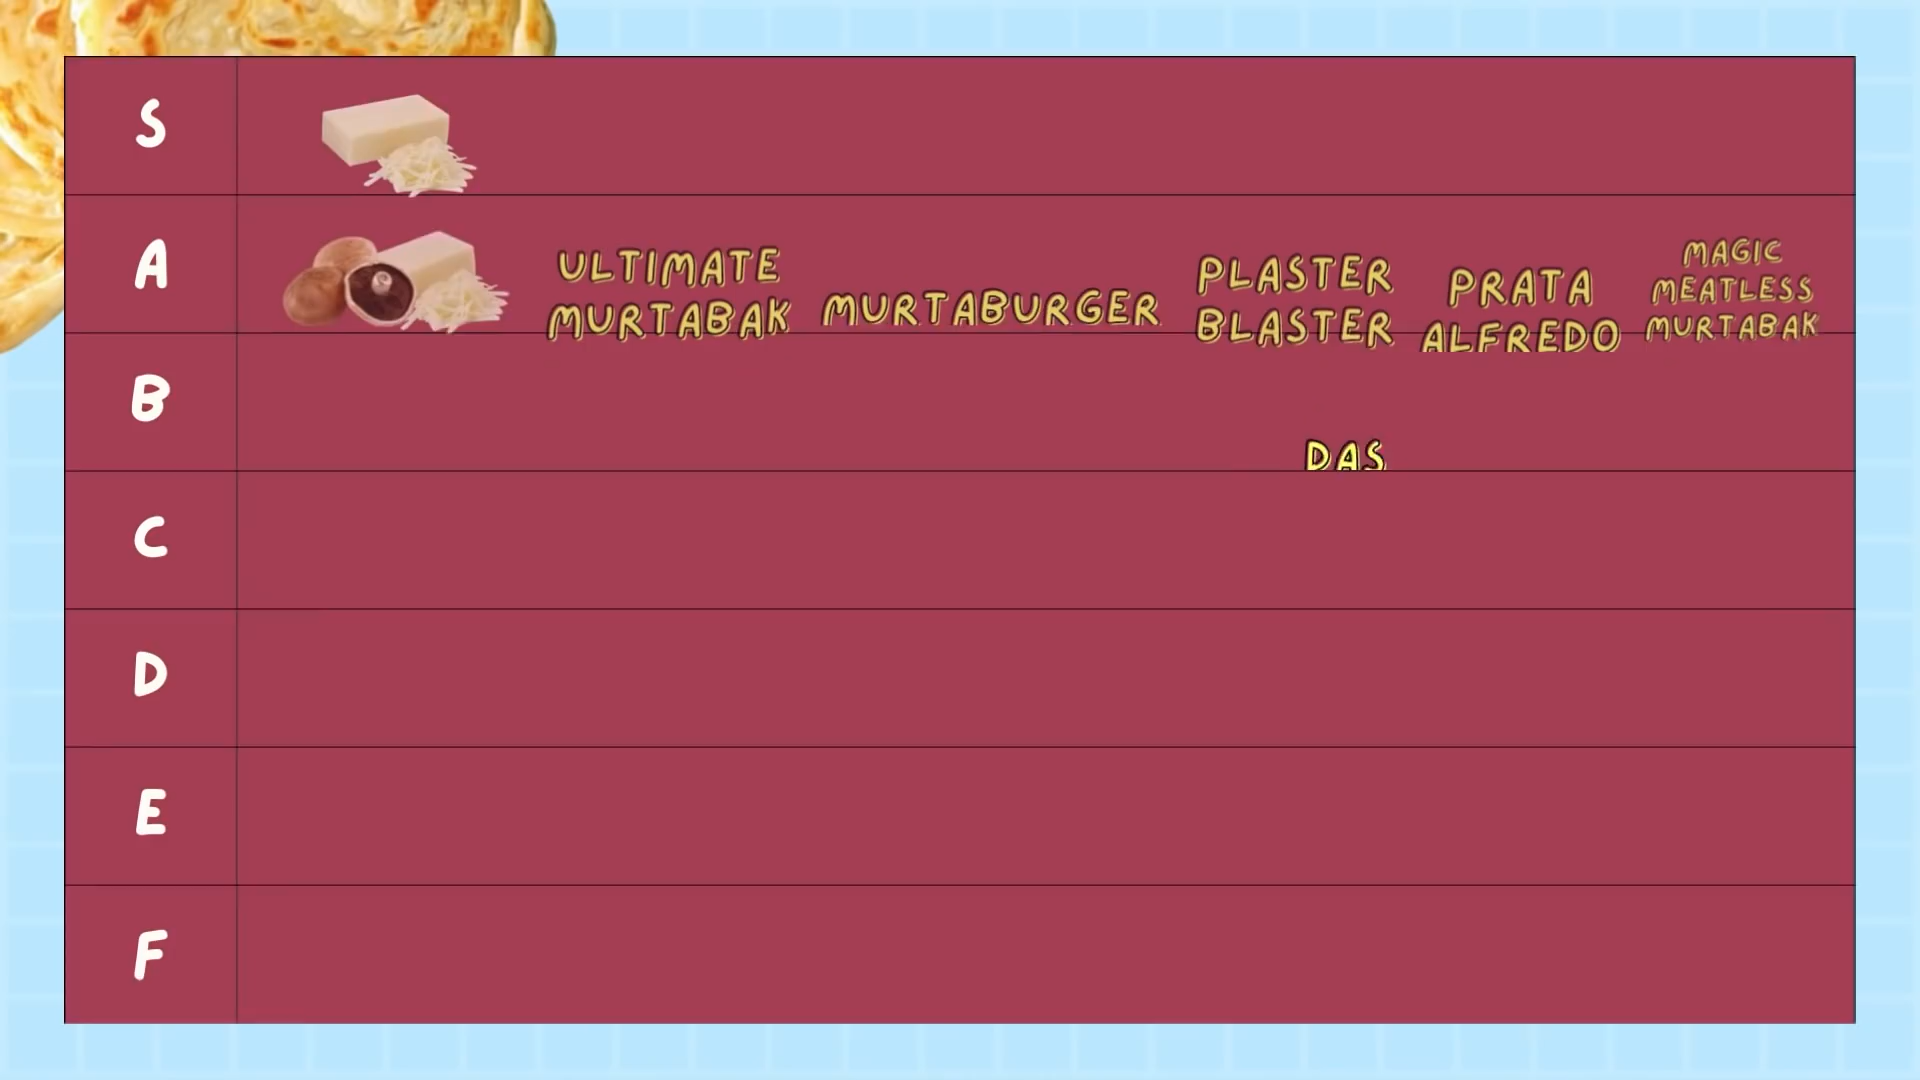 S
A
ULTIMATE
MURTABAK
MURTABURGER
PLASTER
BLASTER
PRATA
ALFREDO
MAGIC
MEATLESS
MURTABAK
B
DAS
C
D
E
F